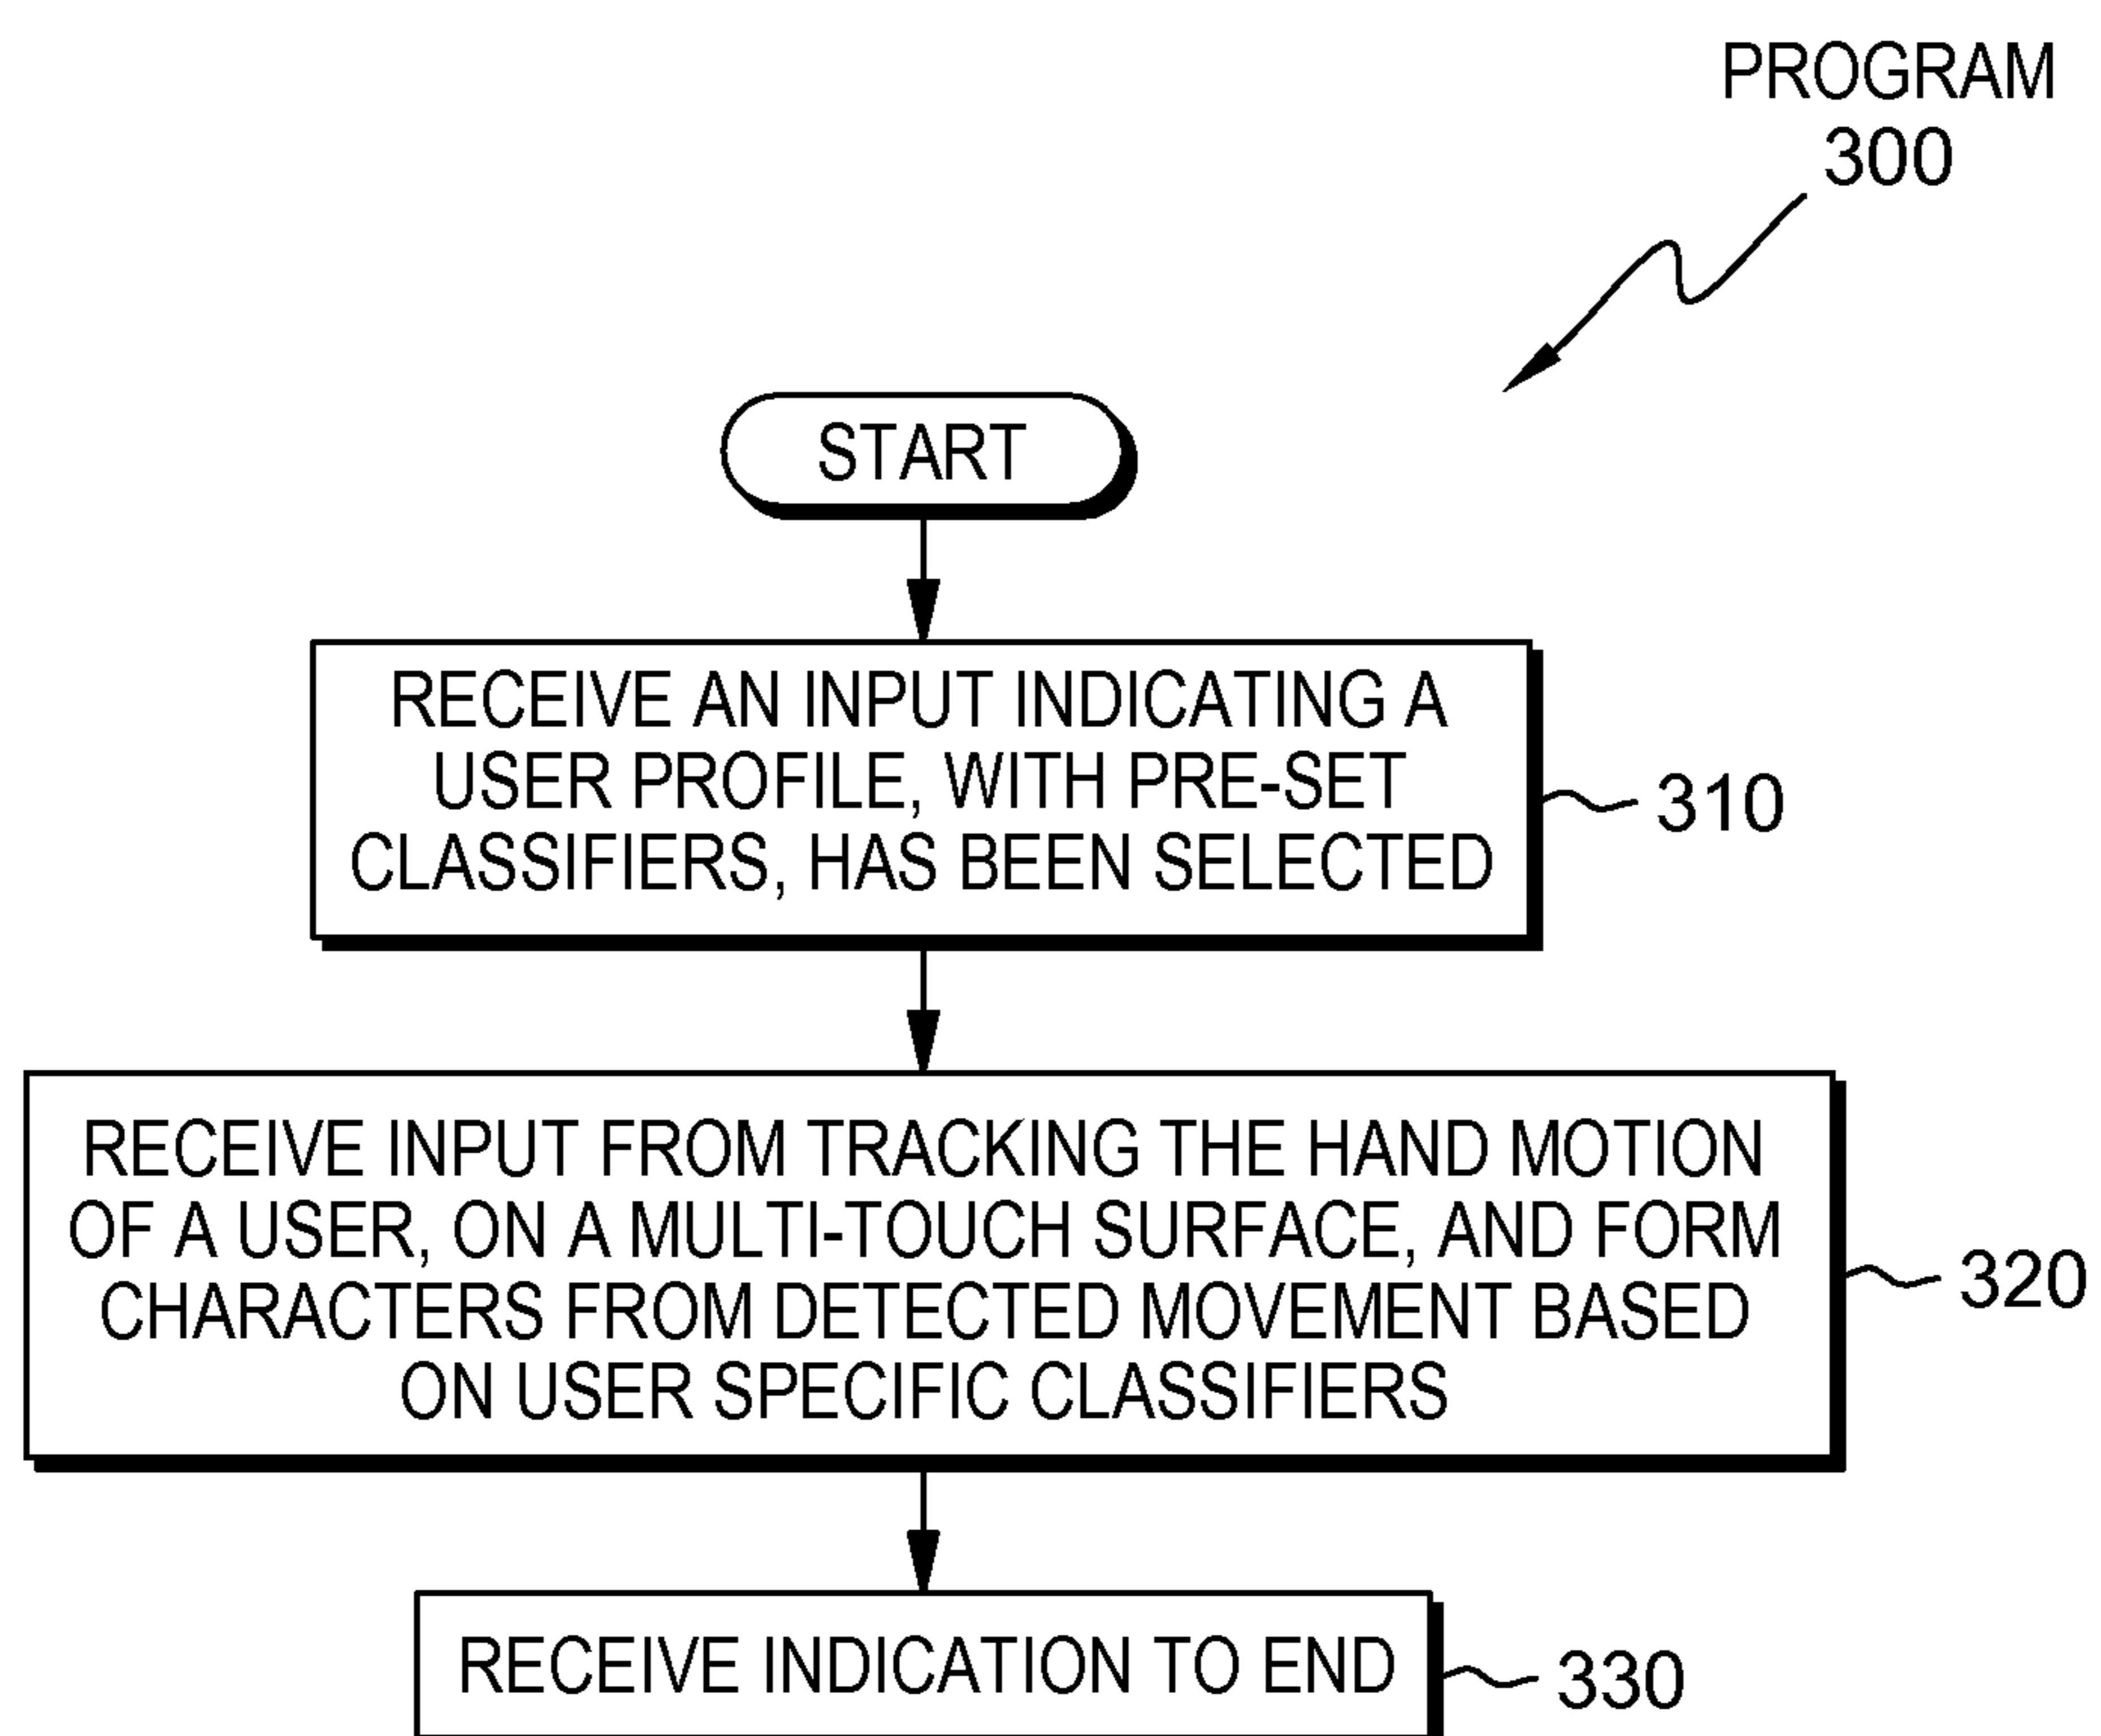 PROGRAM
300
START
RECEIVE AN INPUT INDICATING A
USER PROFILE, WITH PRE-SET
CLASSIFIERS, HAS BEEN SELECTED
310
RECEIVE INPUT FROM TRACKING THE HAND MOTION
OF A USER, ON A MULTI-TOUCH SURFACE, AND FORM
CHARACTERS FROM DETECTED MOVEMENT BASED
ON USER SPECIFIC CLASSIFIERS
320
RECEIVE INDICATION TO END
330